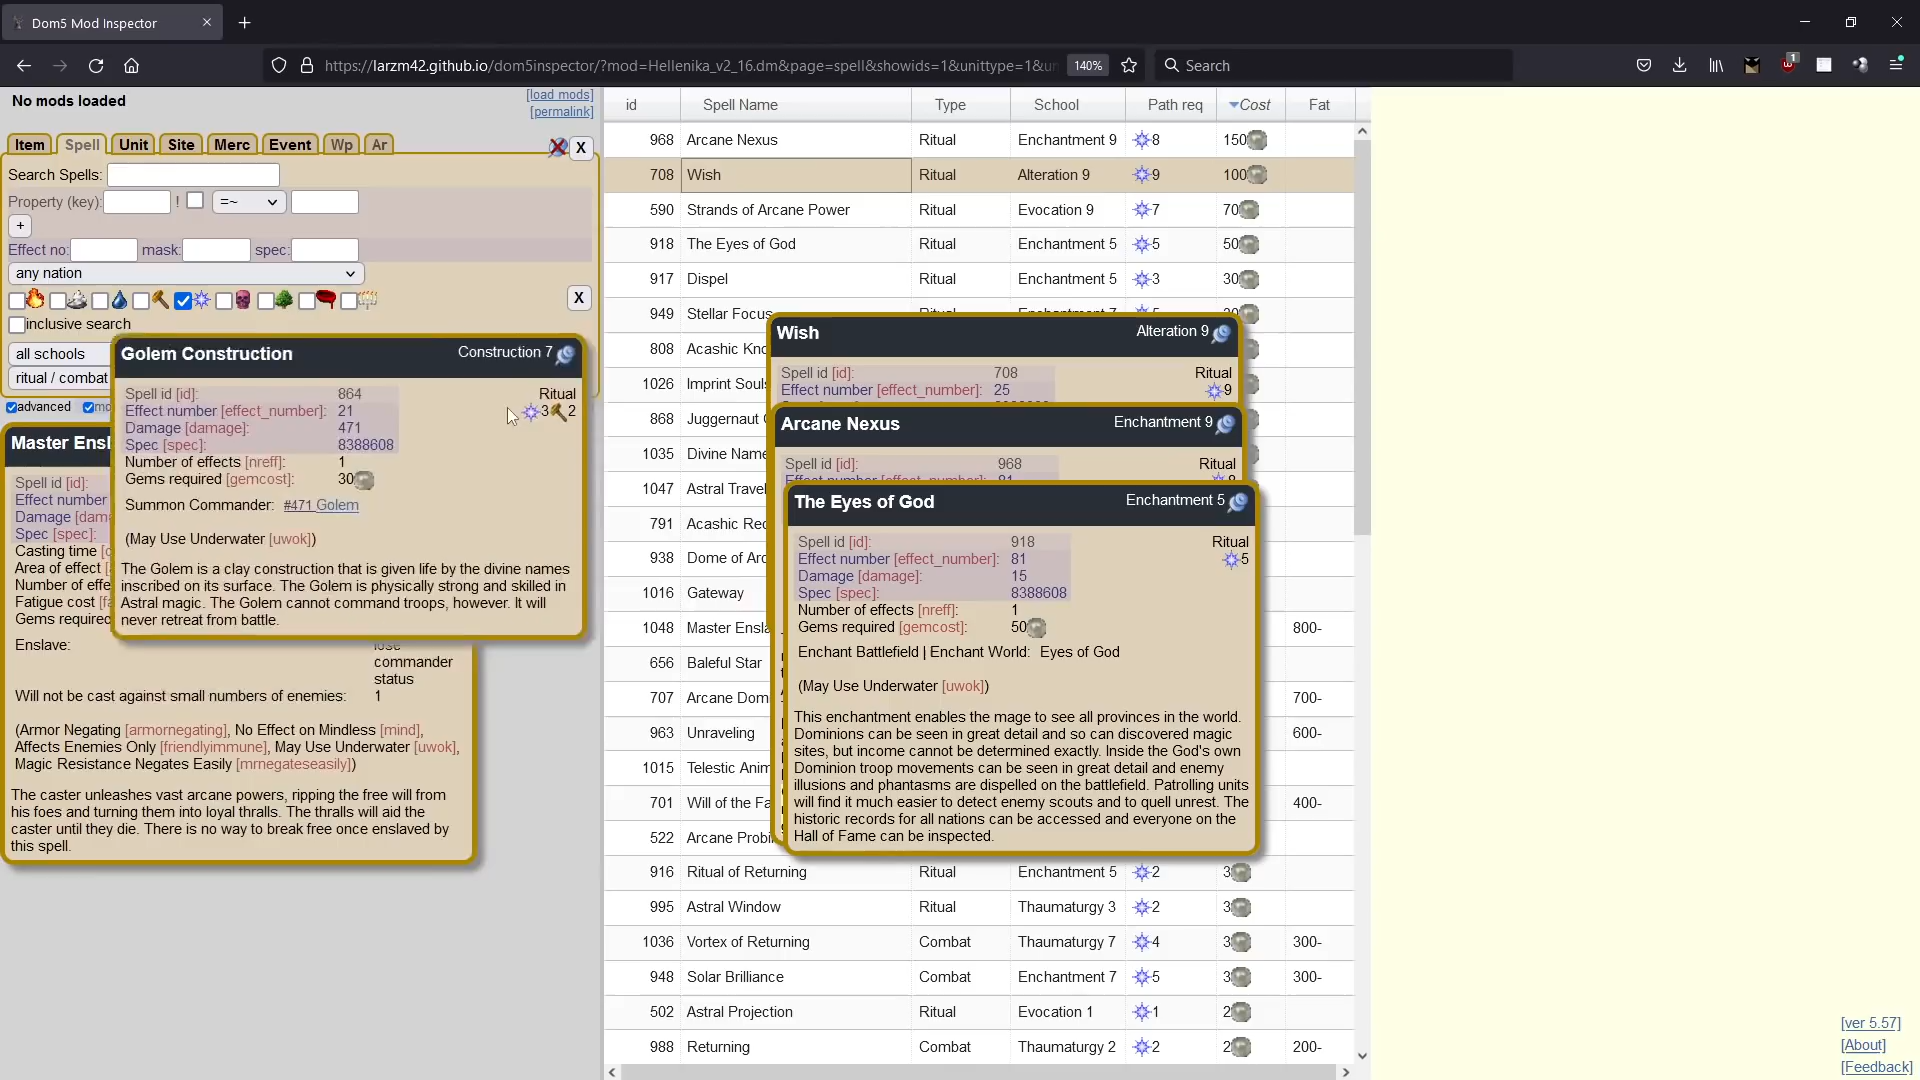 Dom5 Mod Inspector
https://larzm42.github.io/dom5inspector/?mod=Hellenika_v2_16.dm&page=spell&showids=1&unittype=1&un
140%
Search
1
No mods loaded
[load mods]
[permalink]
Item
Spell
Unit
Site
Merc
Event
Wp
Ar
X
Search Spells:
Property (key):
!
=~
+
Effect no:
mask:
spec:
any nation
X
inclusive search
all schools
ritual / combat
advanced
Golem Construction
Construction 7
Spell id [id]: 864
Ritual
Effect number [effect_number]: 21
3 2
Damage [damage]: 471
Spec [spec]: 8388608
Number of effects [nreff]: 1
Gems required [gemcost]: 30
Summon Commander: #471 Golem
(May Use Underwater [uwok])
The Golem is a clay construction that is given life by the divine names
inscribed on its surface. The Golem is physically strong and skilled in
Astral magic. The Golem cannot command troops, however. It will
never retreat from battle.
Master Ensl
Spell id [id]:
Effect number
Damage [dam
Spec [spec]:
Casting time [c
Area of effect [
Number of effe
Fatigue cost [fa
Gems required
Enslave:
lose
commander
status
Will not be cast against small numbers of enemies: 1
(Armor Negating [armornegating], No Effect on Mindless [mind],
Affects Enemies Only [friendlyimmune], May Use Underwater [uwok],
Magic Resistance Negates Easily [mrnegateseasily])
The caster unleashes vast arcane powers, ripping the free will from
his foes and turning them into loyal thralls. The thralls will aid the
caster until they die. There is no way to break free once enslaved by
this spell.
id Spell Name Type School Path req Cost Fat
968 Arcane Nexus Ritual Enchantment 9 8 150
708 Wish Ritual Alteration 9 9 100
590 Strands of Arcane Power Ritual Evocation 9 7 70
918 The Eyes of God Ritual Enchantment 5 5 50
917 Dispel Ritual Enchantment 5 3 30
949 Stellar Focus
808 Acashic Kno
1026 Imprint Souls
868 Juggernaut
1035 Divine Name
1047 Astral Travel
791 Acashic Rec
938 Dome of Arc
1016 Gateway
1048 Master Ensla 800-
656 Baleful Star
707 Arcane Dom 700-
963 Unraveling 600-
1015 Telestic Anim
701 Will of the Fa 400-
522 Arcane Probi
916 Ritual of Returning Ritual Enchantment 5 2 3
995 Astral Window Ritual Thaumaturgy 3 2 3
1036 Vortex of Returning Combat Thaumaturgy 7 4 3 300-
948 Solar Brilliance Combat Enchantment 7 5 3 300-
502 Astral Projection Ritual Evocation 1 1 2
988 Returning Combat Thaumaturgy 2 2 2 200-
Wish
Alteration 9
Spell id [id]: 708
Ritual
Effect number [effect_number]: 25
9
Arcane Nexus
Enchantment 9
Spell id [id]: 968
Ritual
The Eyes of God
Enchantment 5
Spell id [id]: 918
Ritual
Effect number [effect_number]: 81
5
Damage [damage]: 15
Spec [spec]: 8388608
Number of effects [nreff]: 1
Gems required [gemcost]: 50
Enchant Battlefield | Enchant World: Eyes of God
(May Use Underwater [uwok])
This enchantment enables the mage to see all provinces in the world.
Dominions can be seen in great detail and so can discovered magic
sites, but income cannot be determined exactly. Inside the God's own
Dominion troop movements can be seen in great detail and enemy
illusions and phantasms are dispelled on the battlefield. Patrolling units
will find it much easier to detect enemy scouts and to quell unrest. The
historic records for all nations can be accessed and everyone on the
Hall of Fame can be inspected.
[ver 5.57]
[About]
[Feedback]